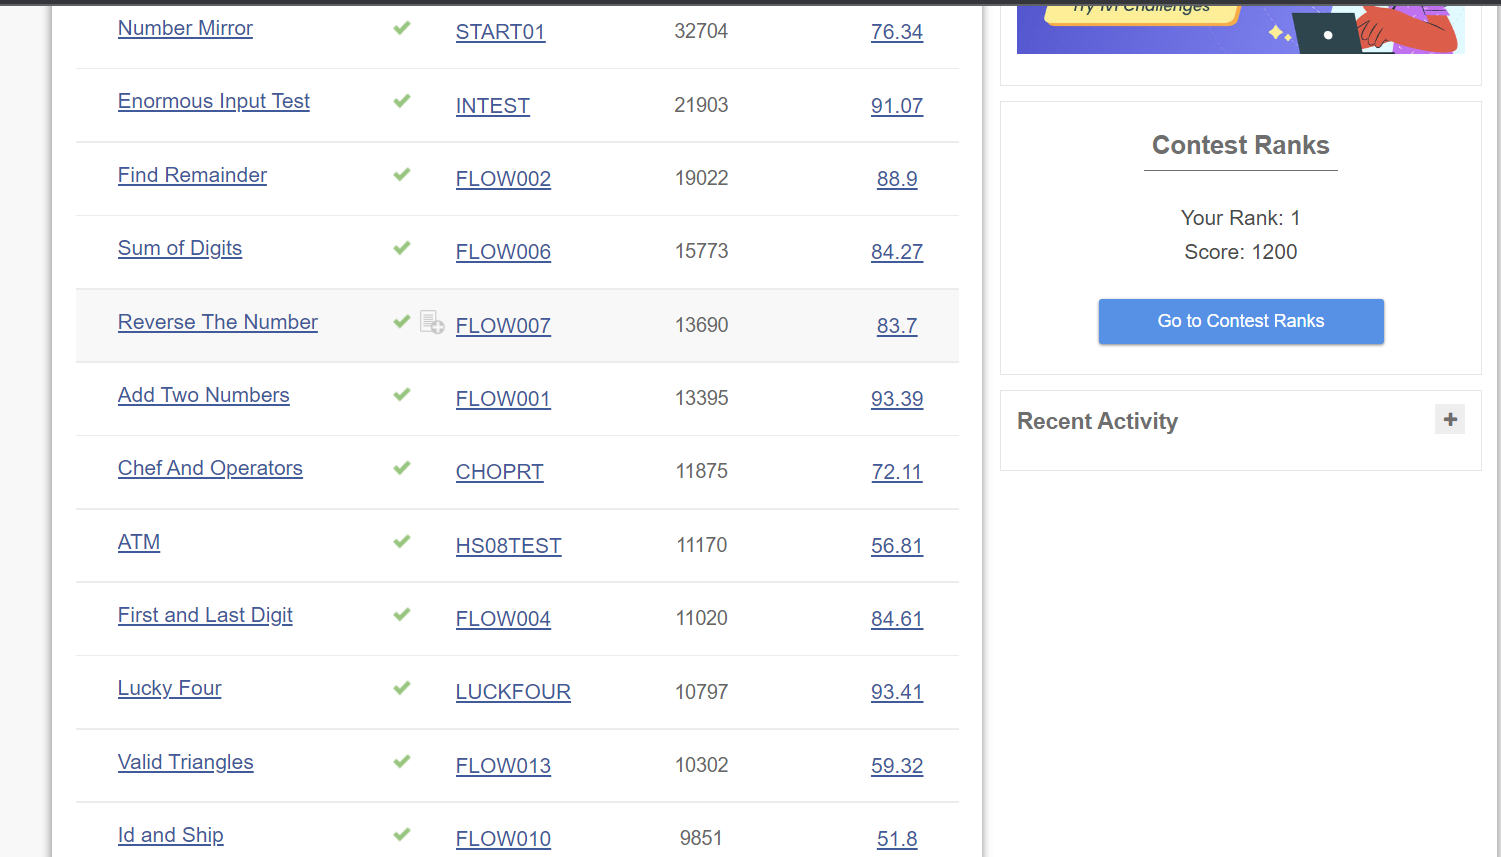 Number Mirror START01 32704 76.34
Enormous Input Test INTEST 21903 91.07
Find Remainder FLOW002 19022 88.9
Sum of Digits FLOW006 15773 84.27
Reverse The Number FLOW007 13690 83.7
Add Two Numbers FLOW001 13395 93.39
Chef And Operators CHOPRT 11875 72.11
ATM HS08TEST 11170 56.81
First and Last Digit FLOW004 11020 84.61
Lucky Four LUCKFOUR 10797 93.41
Valid Triangles FLOW013 10302 59.32
Id and Ship FLOW010 9851 51.8
Challenges
Contest Ranks
Your Rank: 1
Score: 1200
Go to Contest Ranks
Recent Activity